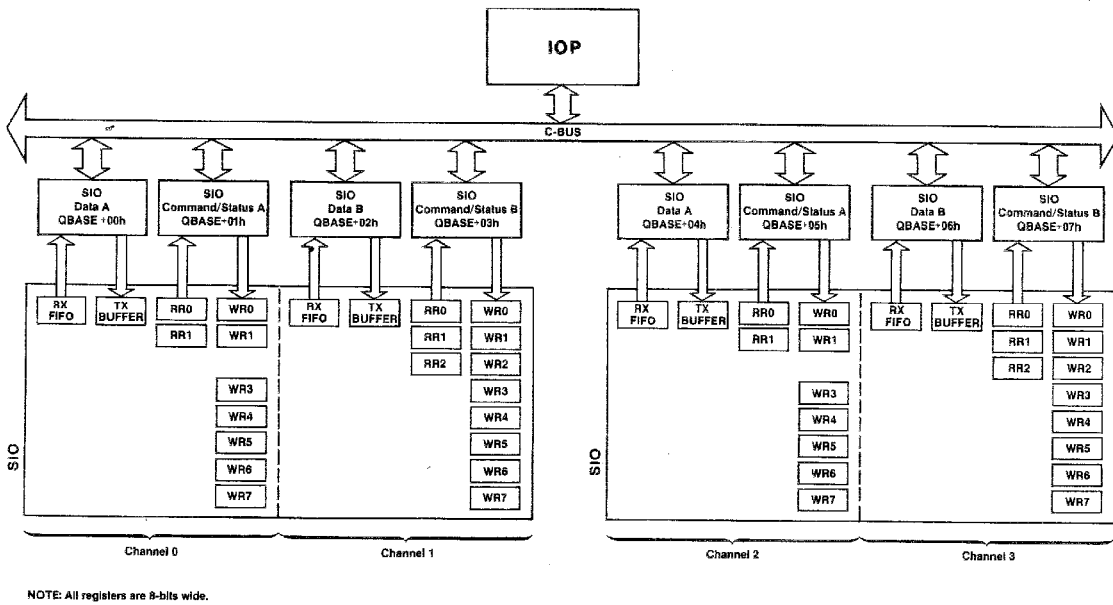 IOP
C-BUS
SIO
Data A
QBASE +00h
SIO
Command/Status A
QBASE+01h
SIO
Data B
QBASE+02h
SIO
Command/Status B
QBASE+03h
SIO
Data A
QBASE+04h
SIO
Command/Status A
QBASE+05h
SIO
Data B
QBASE+06h
SIO
Command/Status B
QBASE+07h
RX
FIFO
TX
BUFFER
RR0
RR1
WR0
WR1
WR3
WR4
WR5
WR6
WR7
RX
FIFO
TX
BUFFER
RR0
RR1
RR2
WR0
WR1
WR2
WR3
WR4
WR5
WR6
WR7
SIO
RX
FIFO
TX
BUFFER
RR0
RR1
WR0
WR1
WR3
WR4
WR5
WR6
WR7
RX
FIFO
TX
BUFFER
RR0
RR1
RR2
WR0
WR1
WR2
WR3
WR4
WR5
WR6
WR7
SIO
Channel 0
Channel 1
Channel 2
Channel 3
NOTE: All registers are 8-bits wide.